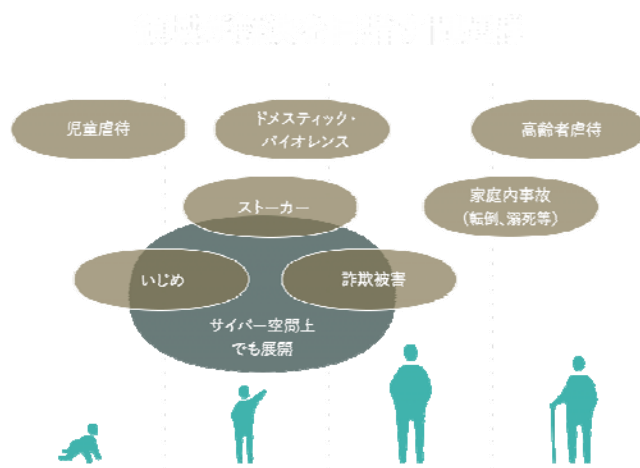 児童虐待
ドメスティック・
バイオレンス
高齢者虐待
ストーカー
家庭内事故
(転倒、溺死等)
いじめ
詐欺被害
サイバー空間上
でも展開